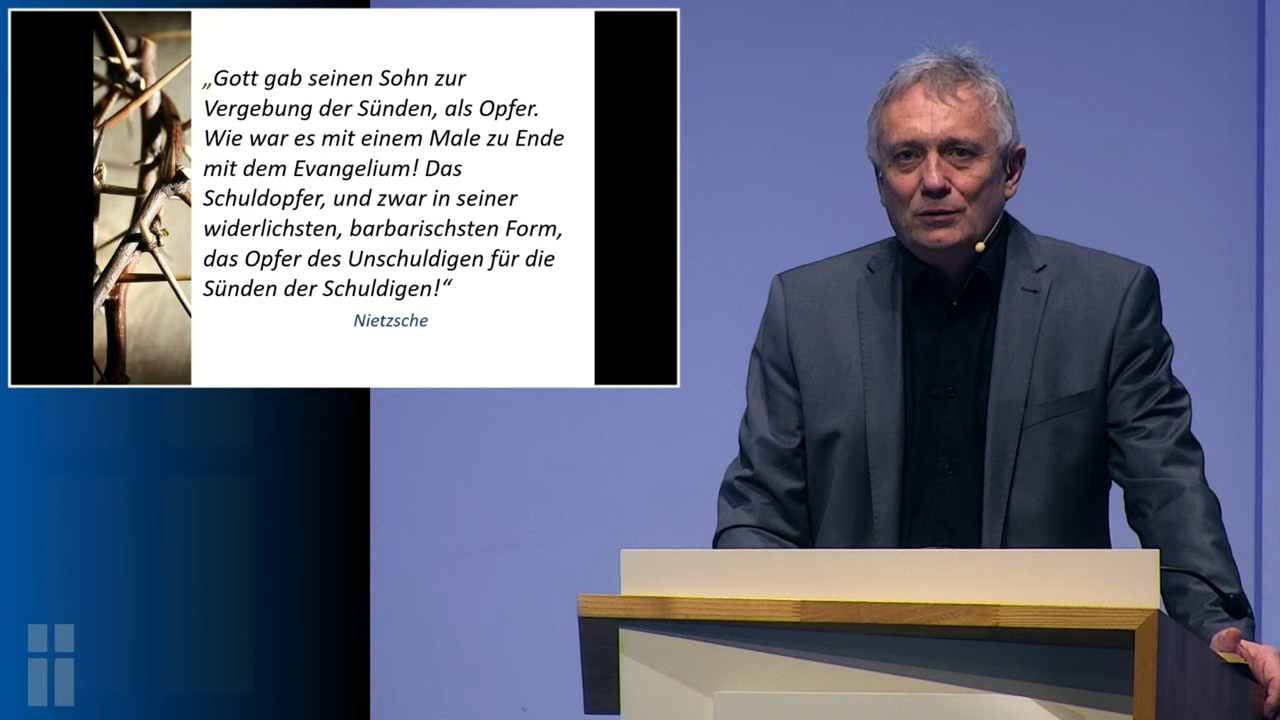 „Gott gab seinen Sohn zur
Vergebung der Sünden, als Opfer.
Wie war es mit einem Male zu Ende
mit dem Evangelium! Das
Schuldopfer, und zwar in seiner
widerlichsten, barbarischsten Form,
das Opfer des Unschuldigen für die
Sünden der Schuldigen!“
Nietzsche